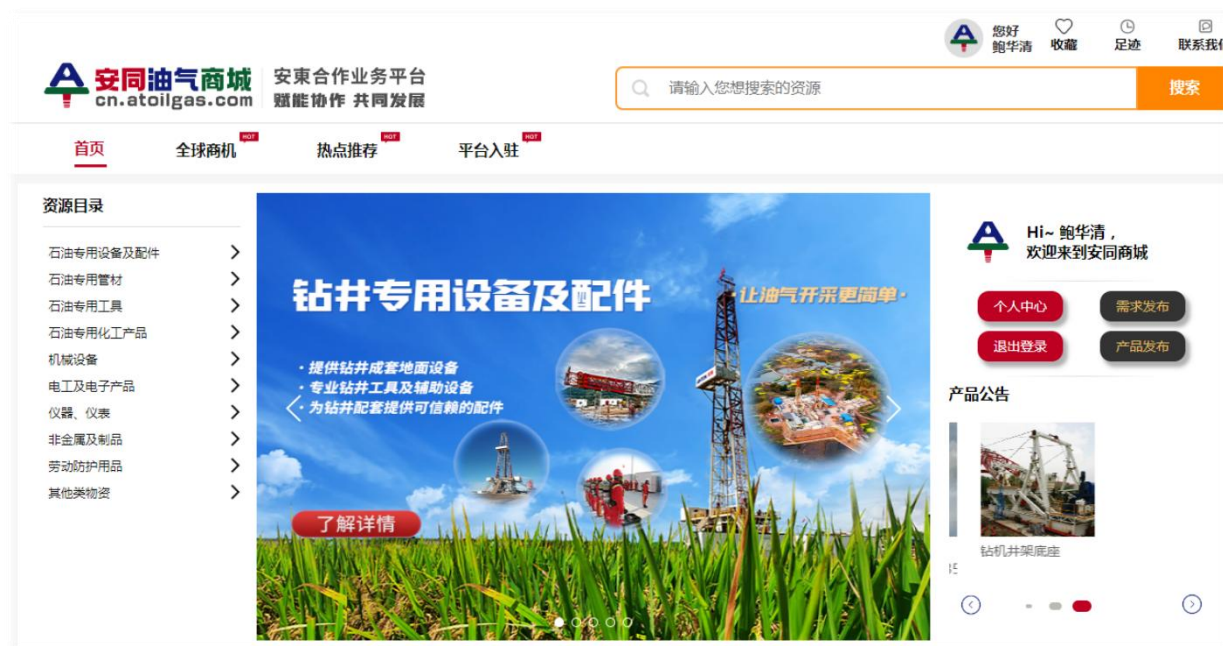 您好
鲍华清
收藏
足迹
联系我们
安同油气商城
cn.atoilgas.com
安東合作业务平台
赋能协作 共同发展
请输入您想搜索的资源
搜索
首页
全球商机
HOT
热点推荐
HOT
平台入驻
HOT
资源目录
石油专用设备及配件
石油专用管材
石油专用工具
石油专用化工产品
机械设备
电工及电子产品
仪器、仪表
非金属及制品
劳动防护用品
其他类物资
钻井专用设备及配件
·让油气开采更简单·
·提供钻井成套地面设备
·专业钻井工具及辅助设备
·为钻井配套提供可信赖的配件
了解详情
Hi~ 鲍华清，
欢迎来到安同商城
个人中心
需求发布
退出登录
产品发布
产品公告
钻机井架底座